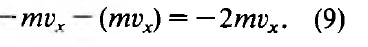 -mvₓ - (mvₓ) = -2mvₓ. (9)